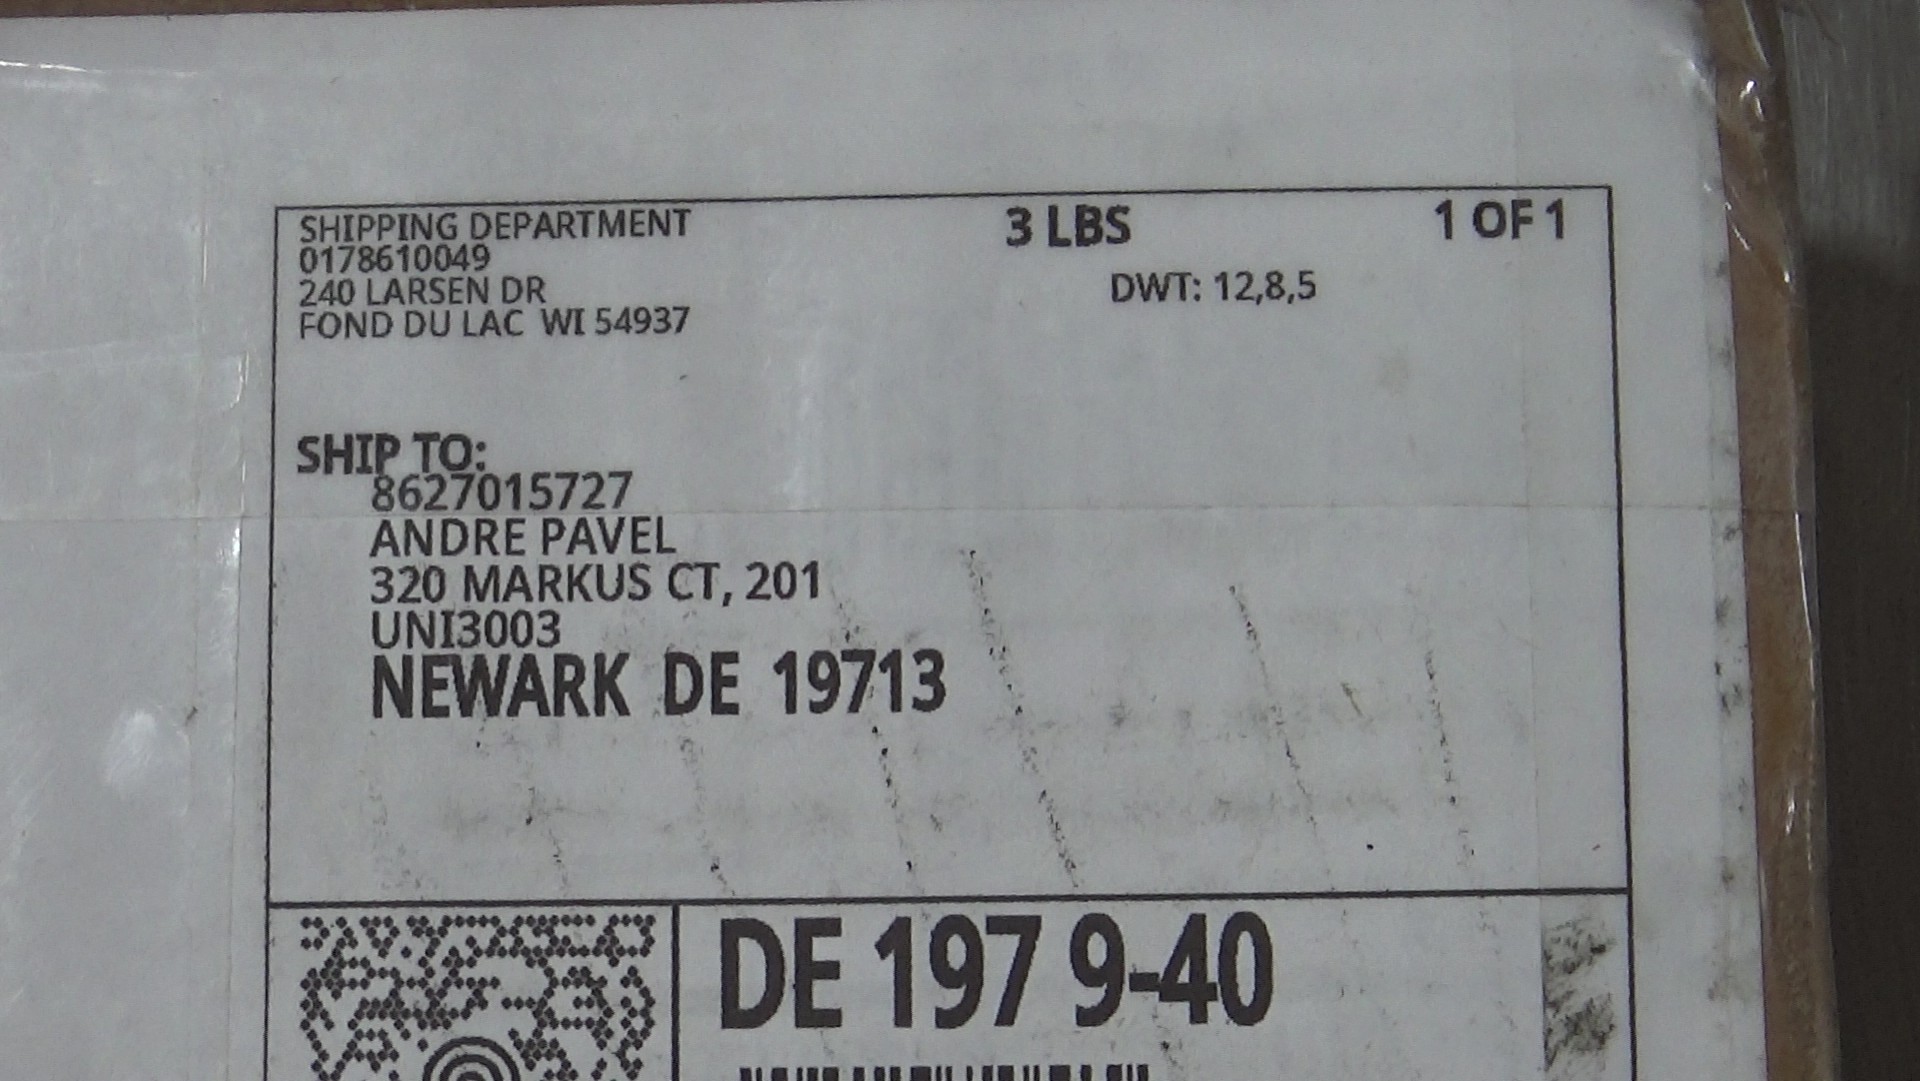 SHIPPING DEPARTMENT
0178610049
240 LARSEN DR
FOND DU LAC WI 54937
3 LBS
1 OF 1
DWT: 12,8,5
SHIP TO:
8627015727
ANDRE PAVEL
320 MARKUS CT, 201
UNI3003
NEWARK DE 19713
DE 197 9-40